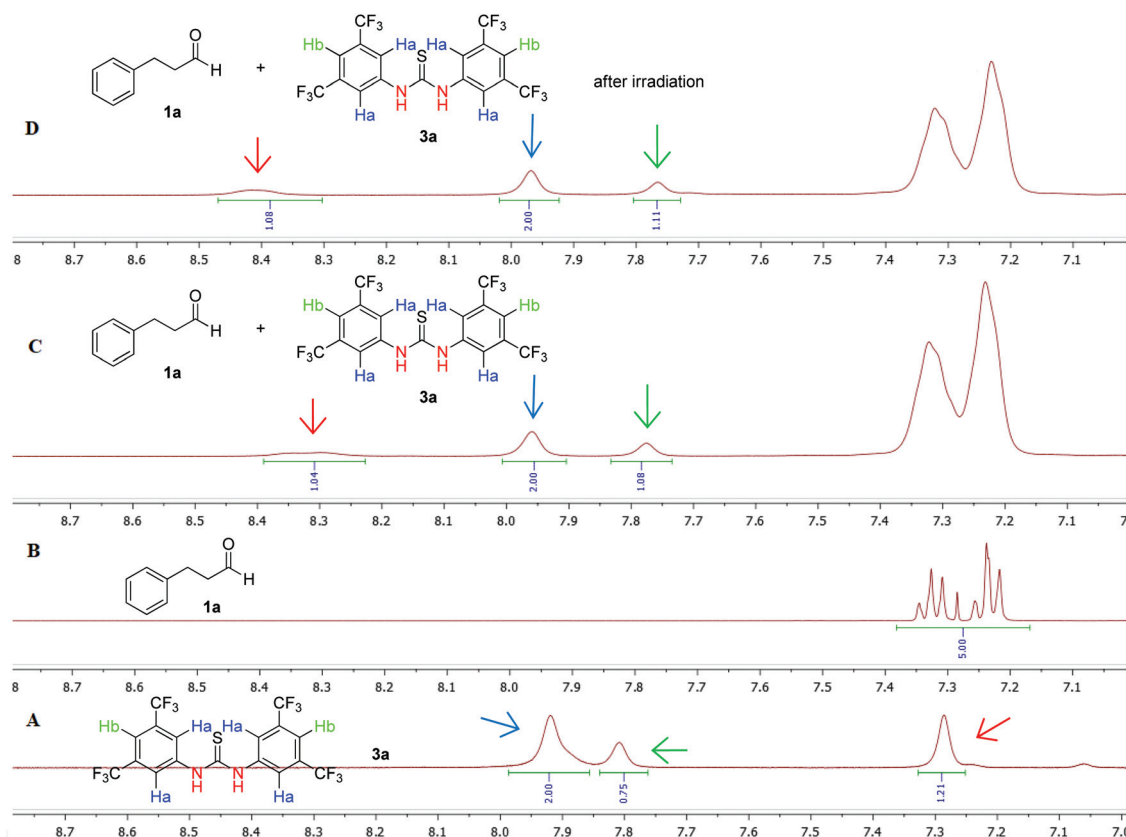 D
O
H
1a
+
CF₃ CF₃
Hb Ha S Ha Hb
F₃C N N CF₃
H H
Ha Ha
3a
after irradiation
1.08 2.00 1.11
8 8.7 8.6 8.5 8.4 8.3 8.2 8.1 8.0 7.9 7.8 7.7 7.6 7.5 7.4 7.3 7.2 7.1
C
O
H
1a
+
CF₃ CF₃
Hb Ha S Ha Hb
F₃C N N CF₃
H H
Ha Ha
3a
1.04 2.00 1.08
8.7 8.6 8.5 8.4 8.3 8.2 8.1 8.0 7.9 7.8 7.7 7.6 7.5 7.4 7.3 7.2 7.1 7
B
O
H
1a
5.00
8 8.7 8.6 8.5 8.4 8.3 8.2 8.1 8.0 7.9 7.8 7.7 7.6 7.5 7.4 7.3 7.2 7.1
A
CF₃ CF₃
Hb Ha S Ha Hb
CF₃ N N CF₃
H H
Ha Ha
3a
2.00 0.75 1.21
8.7 8.6 8.5 8.4 8.3 8.2 8.1 8.0 7.9 7.8 7.7 7.6 7.5 7.4 7.3 7.2 7.1 7.0